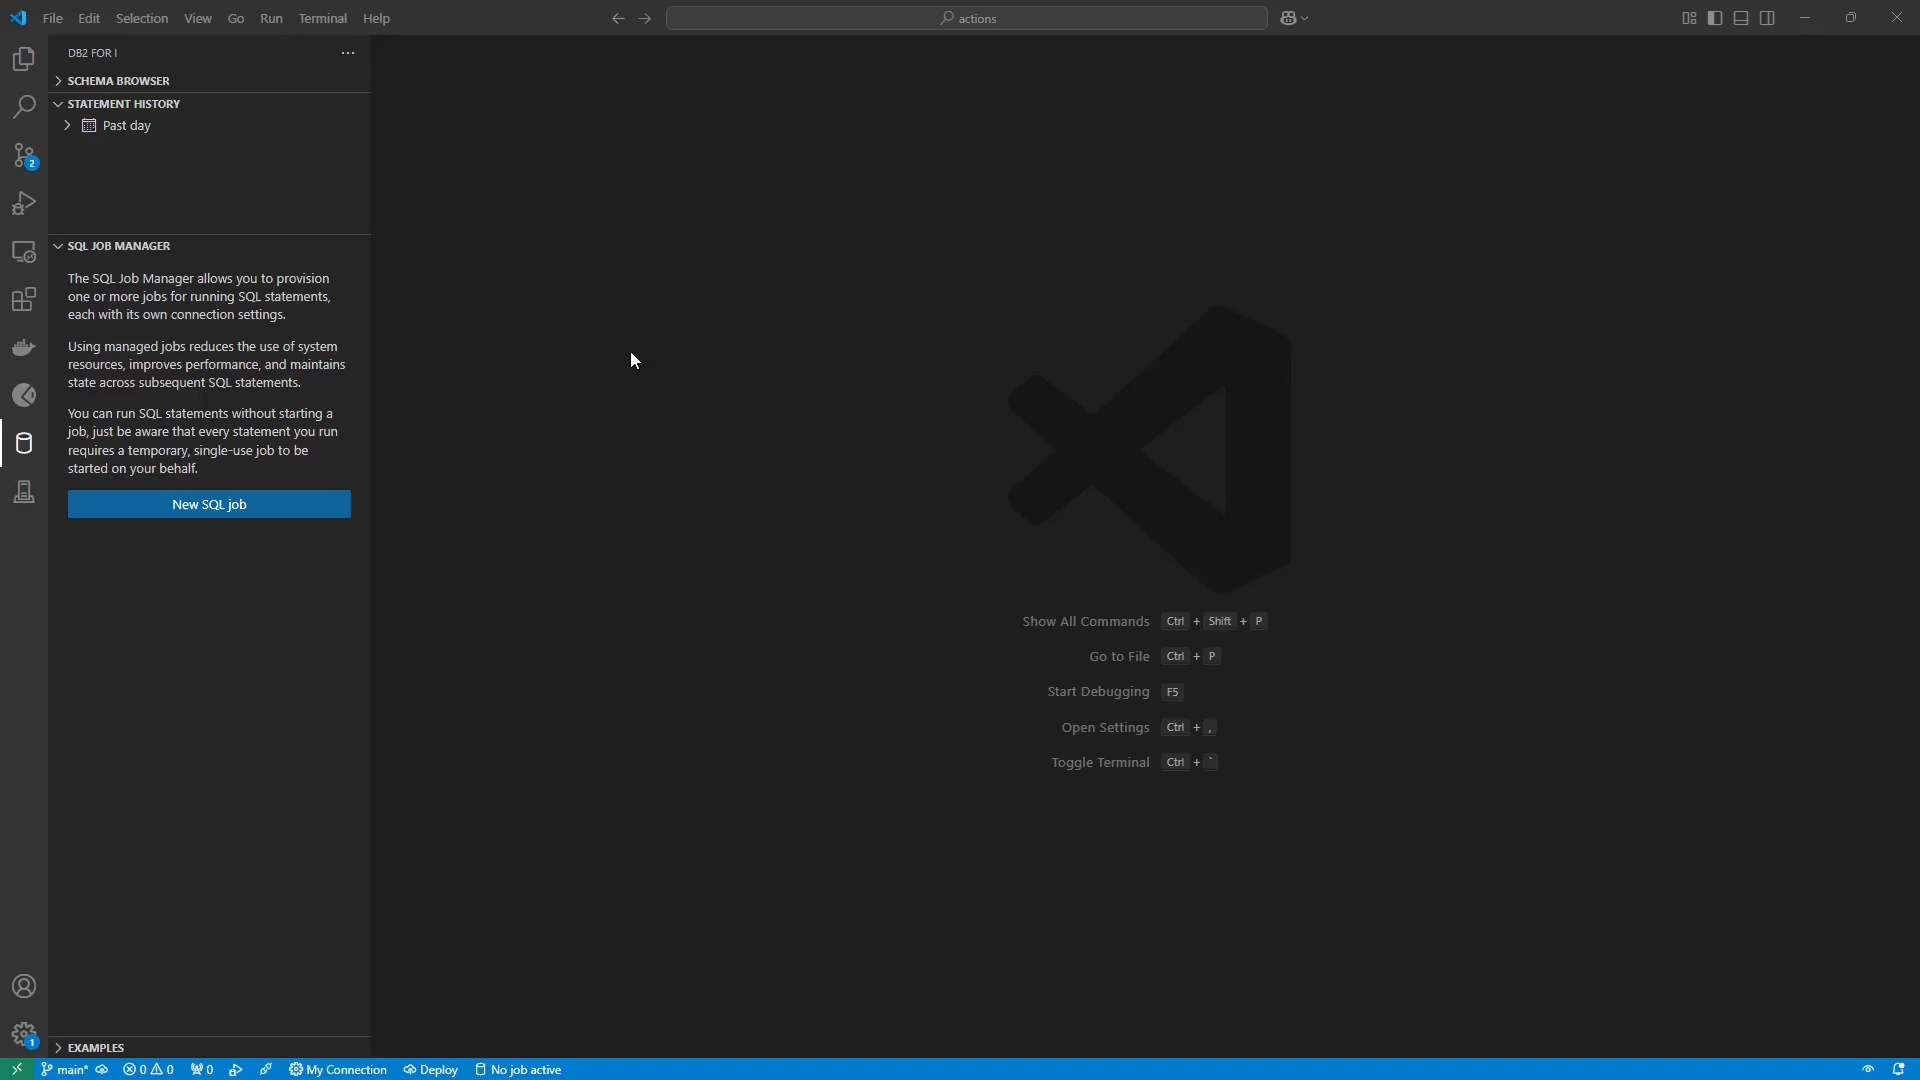 File Edit Selection View Go Run Terminal Help
actions
DB2 FOR I
SCHEMA BROWSER
STATEMENT HISTORY
Past day
2
SQL JOB MANAGER
The SQL Job Manager allows you to provision
one or more jobs for running SQL statements,
each with its own connection settings.
Using managed jobs reduces the use of system
resources, improves performance, and maintains
state across subsequent SQL statements.
You can run SQL statements without starting a
job, just be aware that every statement you run
requires a temporary, single-use job to be
started on your behalf.
New SQL job
Show All Commands Ctrl + Shift + P
Go to File Ctrl + P
Start Debugging F5
Open Settings Ctrl + ,
Toggle Terminal Ctrl + `
1
EXAMPLES
main* 0 0 0 My Connection Deploy No job active